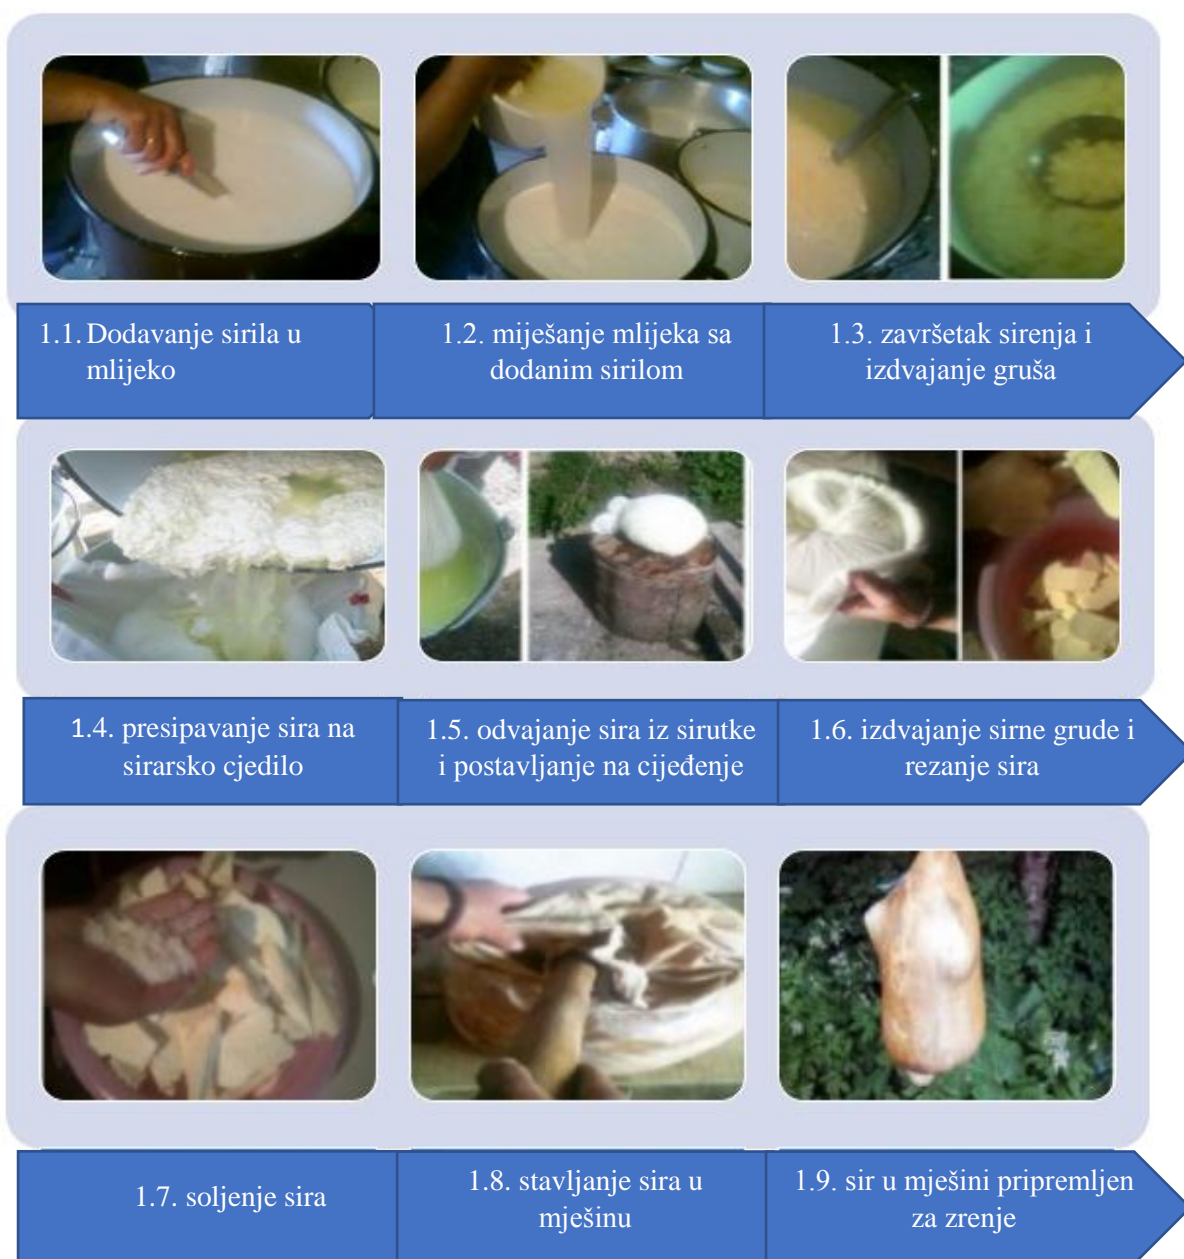 1.1. Dodavanje sirila u
mlijeko
1.2. miješanje mlijeka sa
dodanim sirilom
1.3. završetak sirenja i
izdvajanje gruša
1.4. presipavanje sira na
sirarsko cjedilo
1.5. odvajanje sira iz sirutke
i postavljanje na cijeđenje
1.6. izdvajanje sirne grude i
rezanje sira
1.7. soljenje sira
1.8. stavljanje sira u
mješinu
1.9. sir u mješini pripremljen
za zrenje